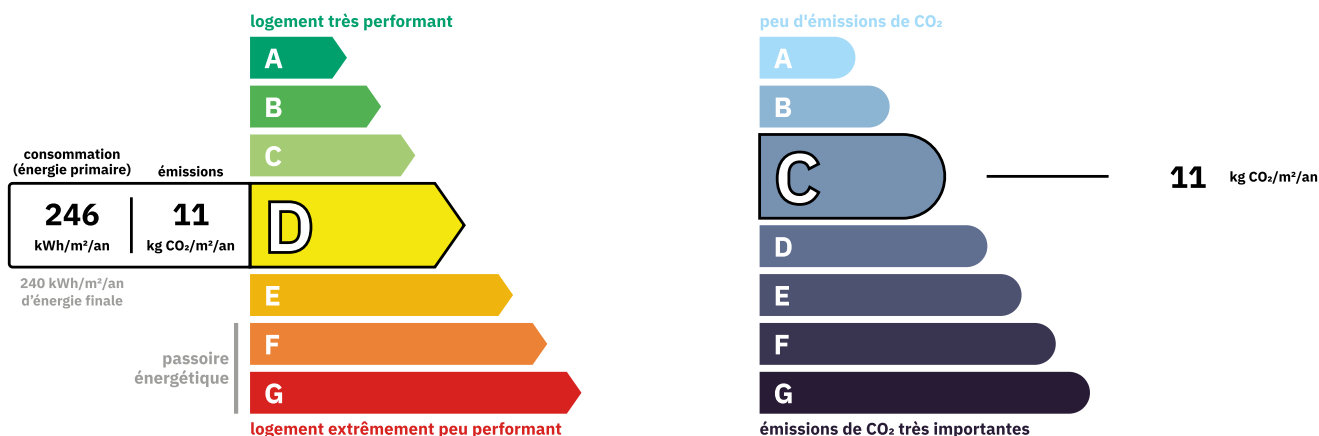 logement très performant
A
B
C
consommation
(énergie primaire)
émissions
246
kWh/m²/an
11
kg CO₂/m²/an
D
240 kWh/m²/an
d'énergie finale
E
passoire
énergétique
F
G
logement extrêmement peu performant
peu d'émissions de CO₂
A
B
C
11 kg CO₂/m²/an
D
E
F
G
émissions de CO₂ très importantes